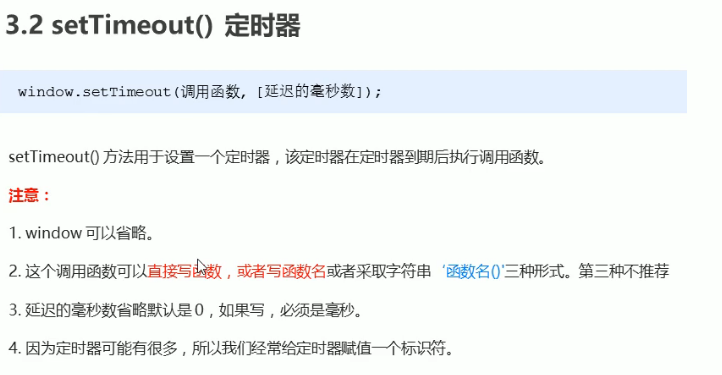 3.2 setTimeout() 定时器
window.setTimeout(调用函数, [延迟的毫秒数]);
setTimeout() 方法用于设置一个定时器，该定时器在定时器到期后执行调用函数。
注意：
1. window 可以省略。
2. 这个调用函数可以直接写函数，或者写函数名或者采取字符串‘函数名()'三种形式。第三种不推荐
3. 延迟的毫秒数省略默认是 0，如果写，必须是毫秒。
4. 因为定时器可能有很多，所以我们经常给定时器赋值一个标识符。